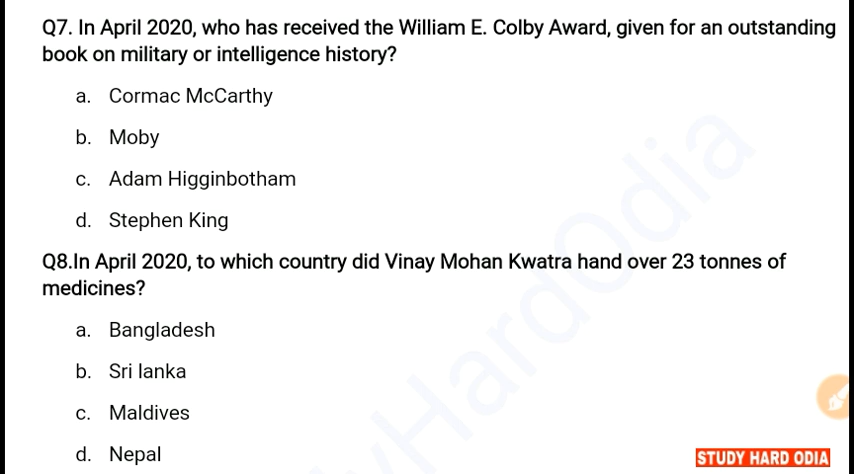 Q7. In April 2020, who has received the William E. Colby Award, given for an outstanding
book on military or intelligence history?
a. Cormac McCarthy
b. Moby
c. Adam Higginbotham
d. Stephen King
Q8.In April 2020, to which country did Vinay Mohan Kwatra hand over 23 tonnes of
medicines?
a. Bangladesh
b. Sri lanka
c. Maldives
d. Nepal
yHardOdia
STUDY HARD ODIA